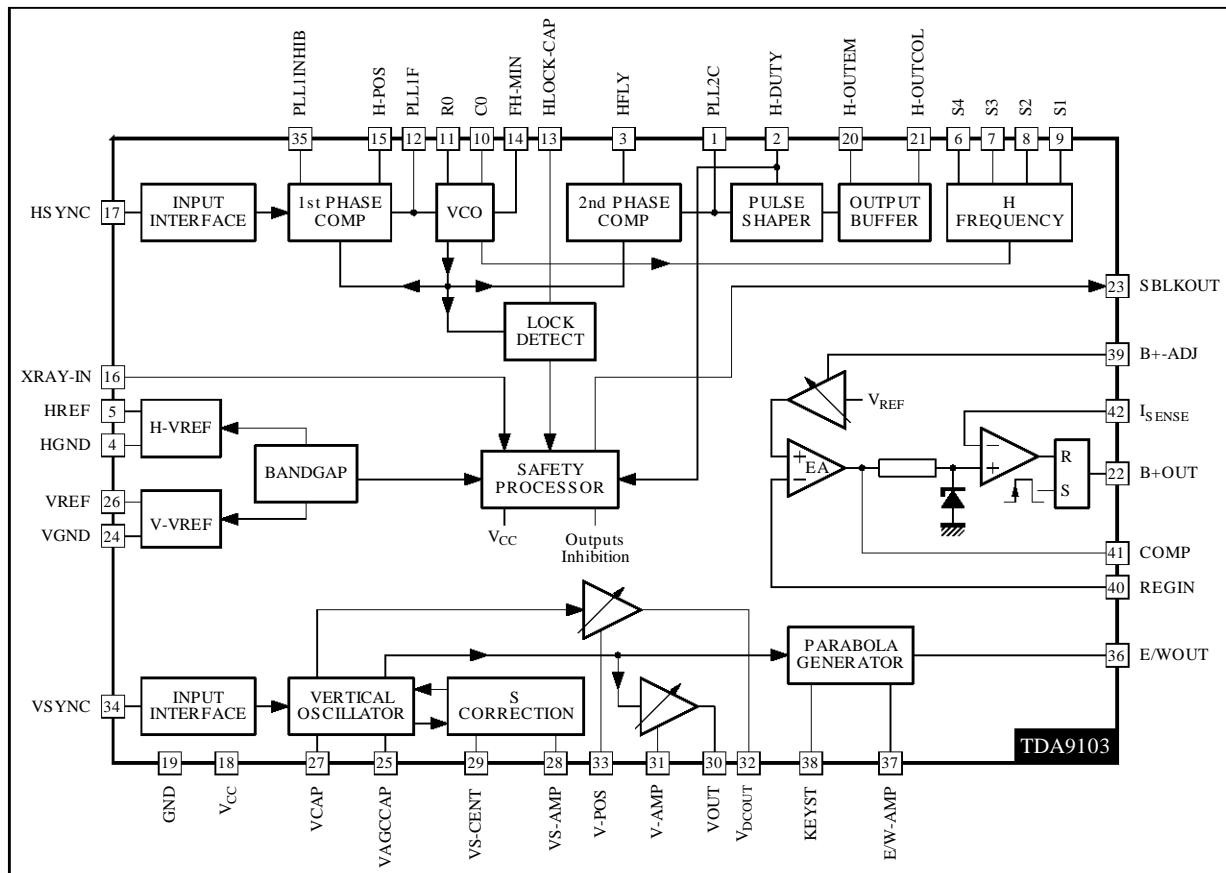 PLL1INHIB
H-POS
PLL1F
R0
C0
FH-MIN
HLOCK-CAP
HFLY
PLL2C
H-DUTY
H-OUTEM
H-OUTCOL
S4
S3
S2
S1
35
15
12
11
10
14
13
3
1
2
20
21
6
7
8
9
HSYNC
17
INPUT
INTERFACE
1st PHASE
COMP
VCO
2nd PHASE
COMP
PULSE
SHAPER
OUTPUT
BUFFER
H
FREQUENCY
23
SBLKOUT
LOCK
DETECT
39
B+-ADJ
XRAY-IN
16
VREF
HREF
5
H-VREF
42
ISENSE
HGND
4
BANDGAP
SAFETY
PROCESSOR
+
EA
−
−
+
R
S
22
B+OUT
VREF
26
V-VREF
VGND
24
VCC
Outputs
Inhibition
41
COMP
40
REGIN
PARABOLA
GENERATOR
36
E/WOUT
VSYNC
34
INPUT
INTERFACE
VERTICAL
OSCILLATOR
S
CORRECTION
TDA9103
19
18
27
25
29
28
33
31
30
32
38
37
GND
VCC
VCAP
VAGCCAP
VS-CENT
VS-AMP
V-POS
V-AMP
VOUT
VDCOUT
KEYST
E/W-AMP